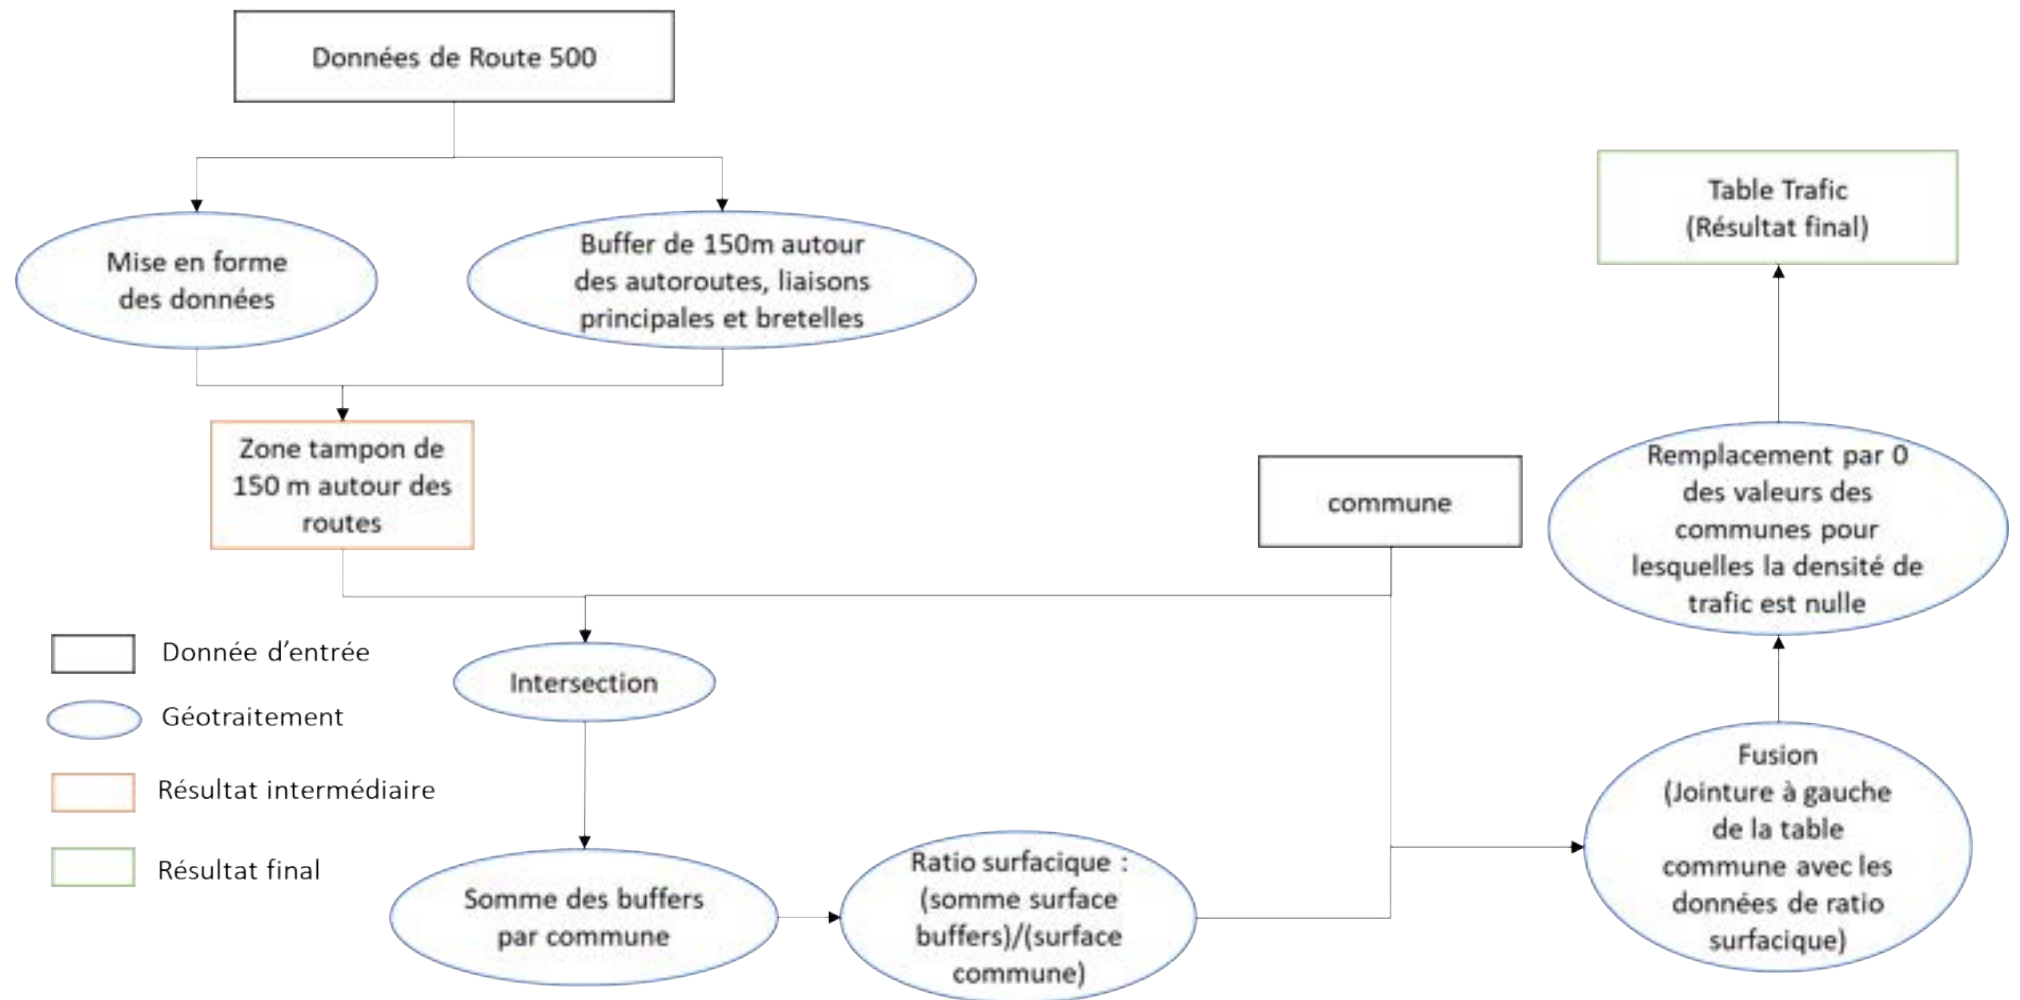 Données de Route 500
Mise en forme
des données
Buffer de 150m autour
des autoroutes, liaisons
principales et bretelles
Zone tampon de
150 m autour des
routes
commune
Table Trafic
(Résultat final)
Remplacement par 0
des valeurs des
communes pour
lesquelles la densité de
trafic est nulle
Intersection
Donnée d'entrée
Géotraitement
Résultat intermédiaire
Résultat final
Somme des buffers
par commune
Ratio surfacique :
(somme surface
buffers)/(surface
commune)
Fusion
(Jointure à gauche
de la table
commune avec les
données de ratio
surfacique)